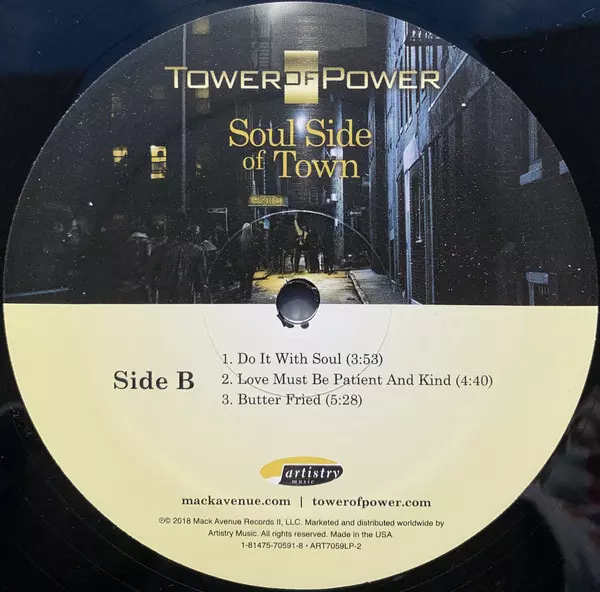 TOWER OF POWER
Soul Side
of Town
Side B
1. Do It With Soul (3:53)
2. Love Must Be Patient And Kind (4:40)
3. Butter Fried (5:28)
artistry
music
mackavenue.com | towerofpower.com
℗© 2018 Mack Avenue Records II, LLC. Marketed and distributed worldwide by
Artistry Music. All rights reserved. Made in the USA.
1-81475-70591-8 • ART7059LP-2